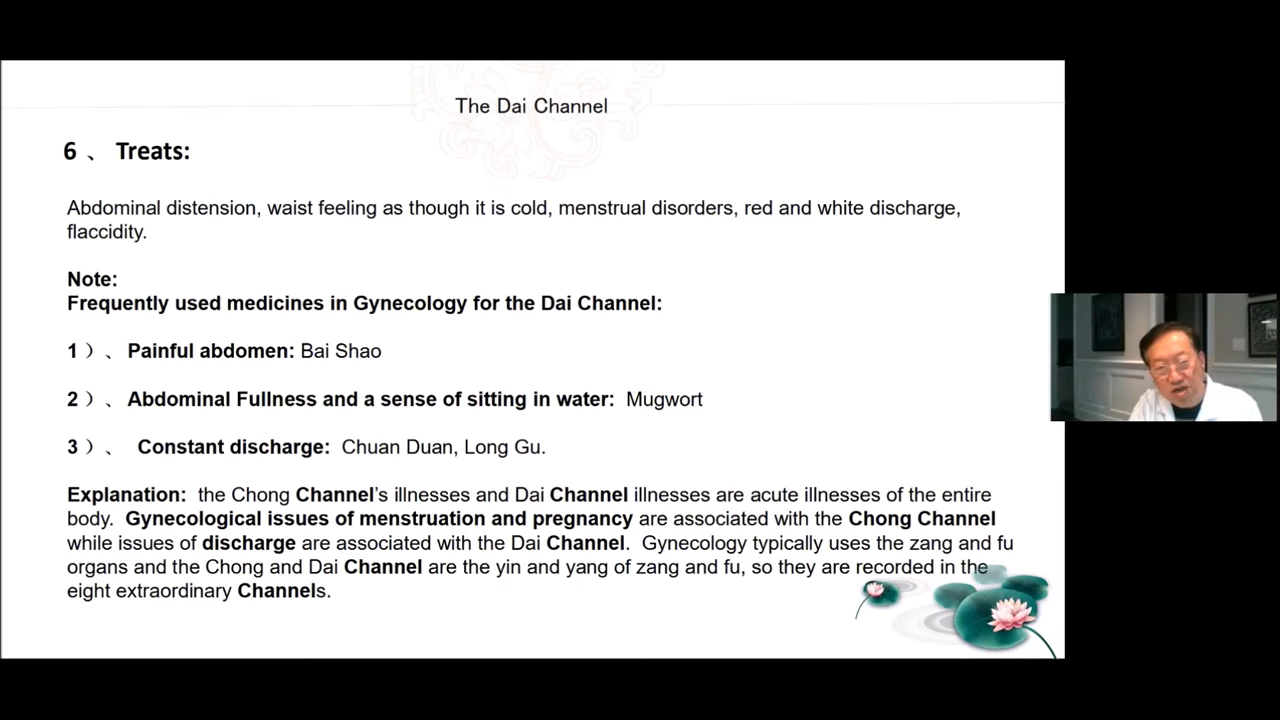 The Dai Channel
6 、 Treats:
Abdominal distension, waist feeling as though it is cold, menstrual disorders, red and white discharge,
flaccidity.
Note:
Frequently used medicines in Gynecology for the Dai Channel:
1 ）、 Painful abdomen: Bai Shao
2 ）、 Abdominal Fullness and a sense of sitting in water: Mugwort
3 ）、 Constant discharge: Chuan Duan, Long Gu.
Explanation: the Chong Channel's illnesses and Dai Channel illnesses are acute illnesses of the entire
body. Gynecological issues of menstruation and pregnancy are associated with the Chong Channel
while issues of discharge are associated with the Dai Channel. Gynecology typically uses the zang and fu
organs and the Chong and Dai Channel are the yin and yang of zang and fu, so they are recorded in the
eight extraordinary Channels.